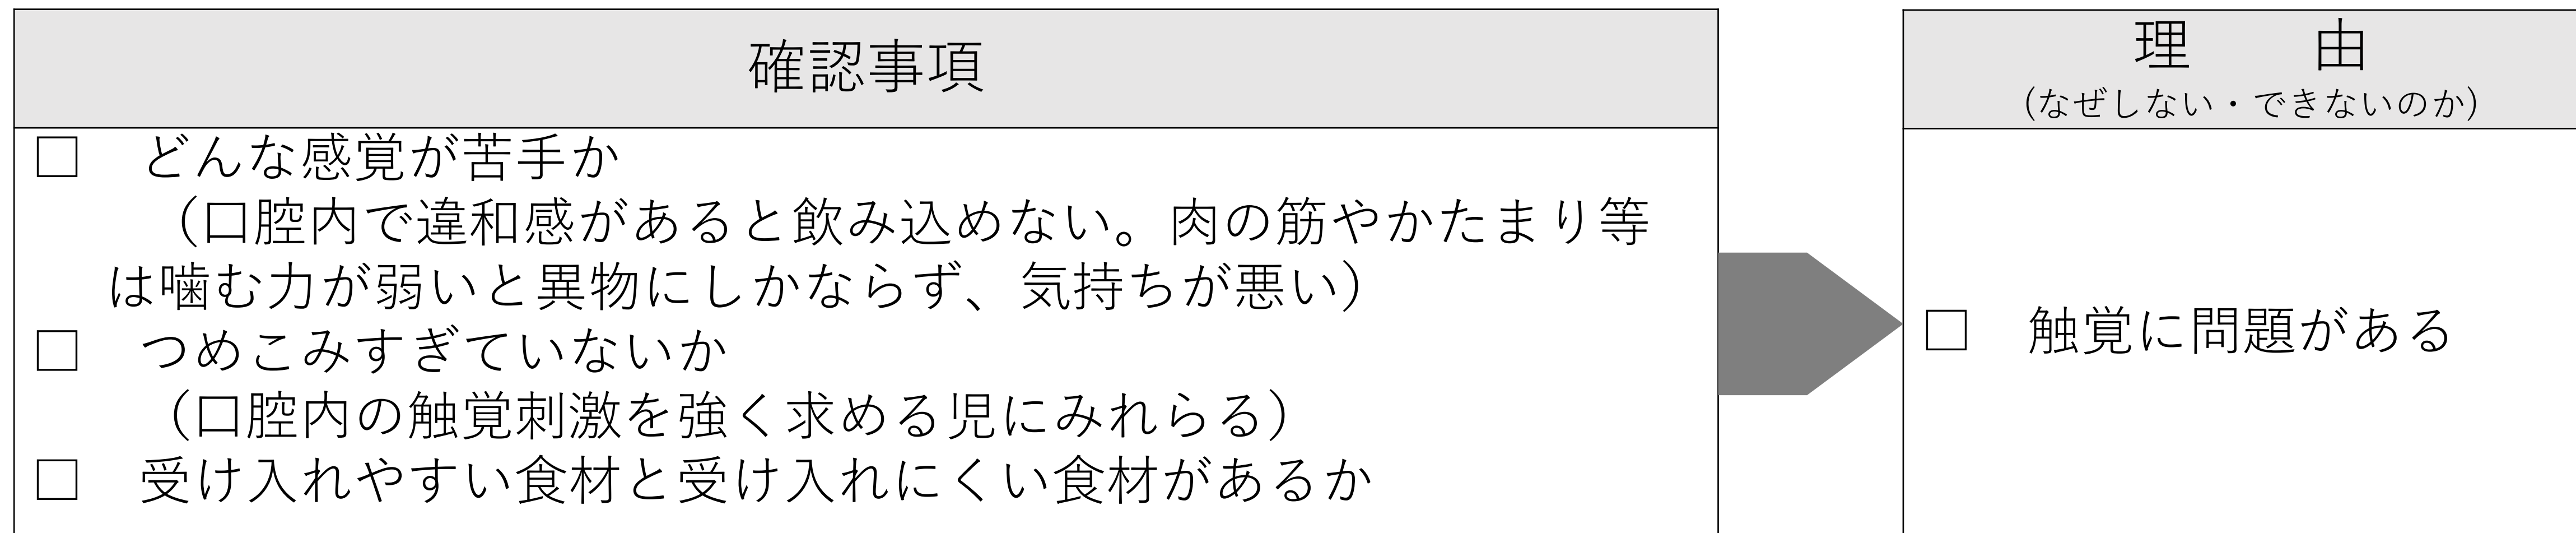 確認事項
□ どんな感覚が苦手か
（口腔内で違和感があると飲み込めない。肉の筋やかたまり等
は噛む力が弱いと異物にしかならず、気持ちが悪い）
□ つめこみすぎていないか
（口腔内の触覚刺激を強く求める児にみれらる）
□ 受け入れやすい食材と受け入れにくい食材があるか
理　　由
（なぜしない・できないのか）
□ 触覚に問題がある